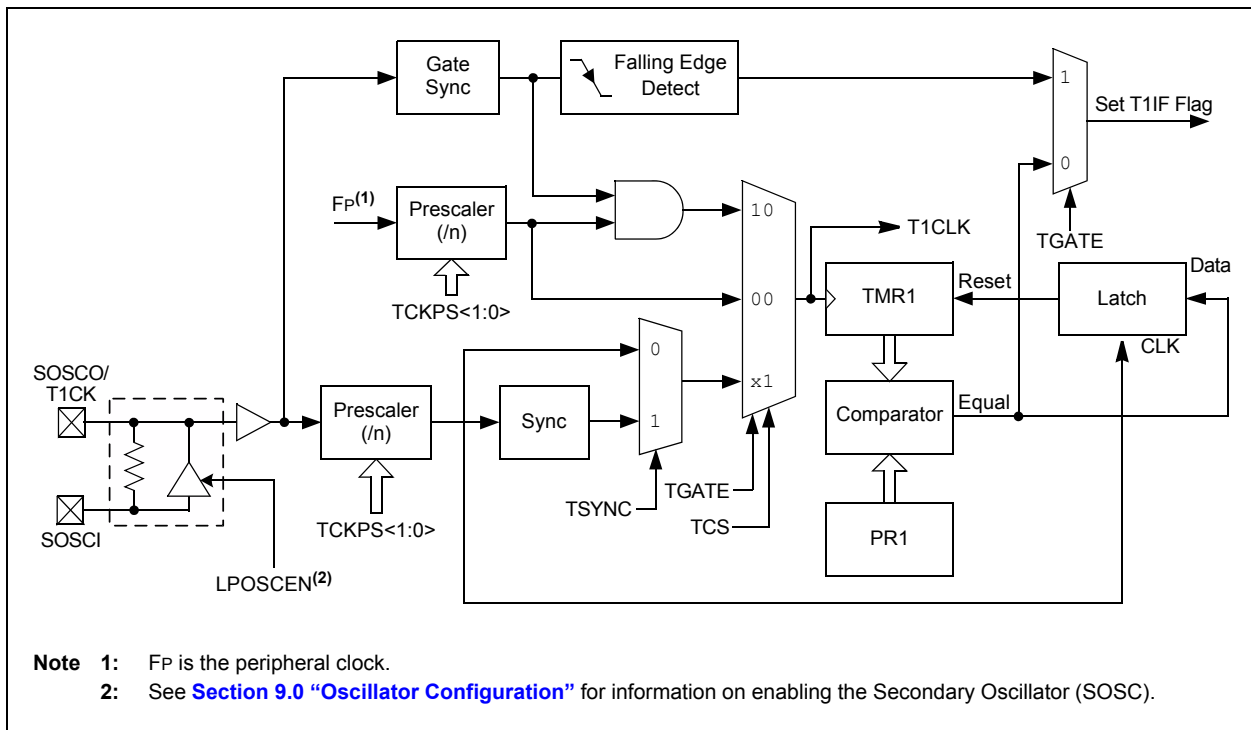 Gate
Sync
Falling Edge
Detect
1
Set T1IF Flag
0
FP(1)
Prescaler
(/n)
10
T1CLK
TGATE
TCKPS<1:0>
00
TMR1
Reset
Latch
Data
CLK
SOSCO/
T1CK
0
x1
Prescaler
(/n)
Sync
1
Comparator
Equal
SOSCI
TCKPS<1:0>
TSYNC
TGATE
TCS
PR1
LPOSCEN(2)
Note 1: FP is the peripheral clock.
2: See Section 9.0 “Oscillator Configuration” for information on enabling the Secondary Oscillator (SOSC).